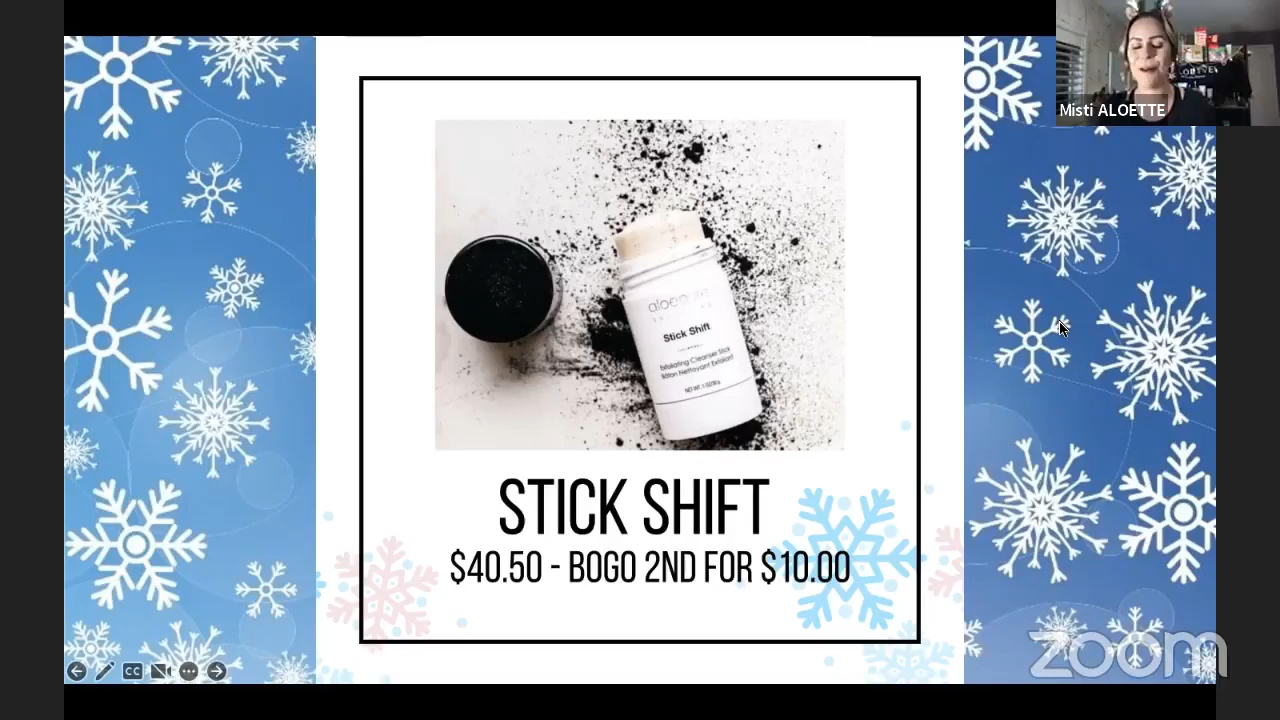 Misti ALOETTE
Stick Shift
Exfoliating Cleanser Stick
Bâton Nettoyant Exfoliant
STICK SHIFT
$40.50 - BOGO 2ND FOR $10.00
CC
zoom